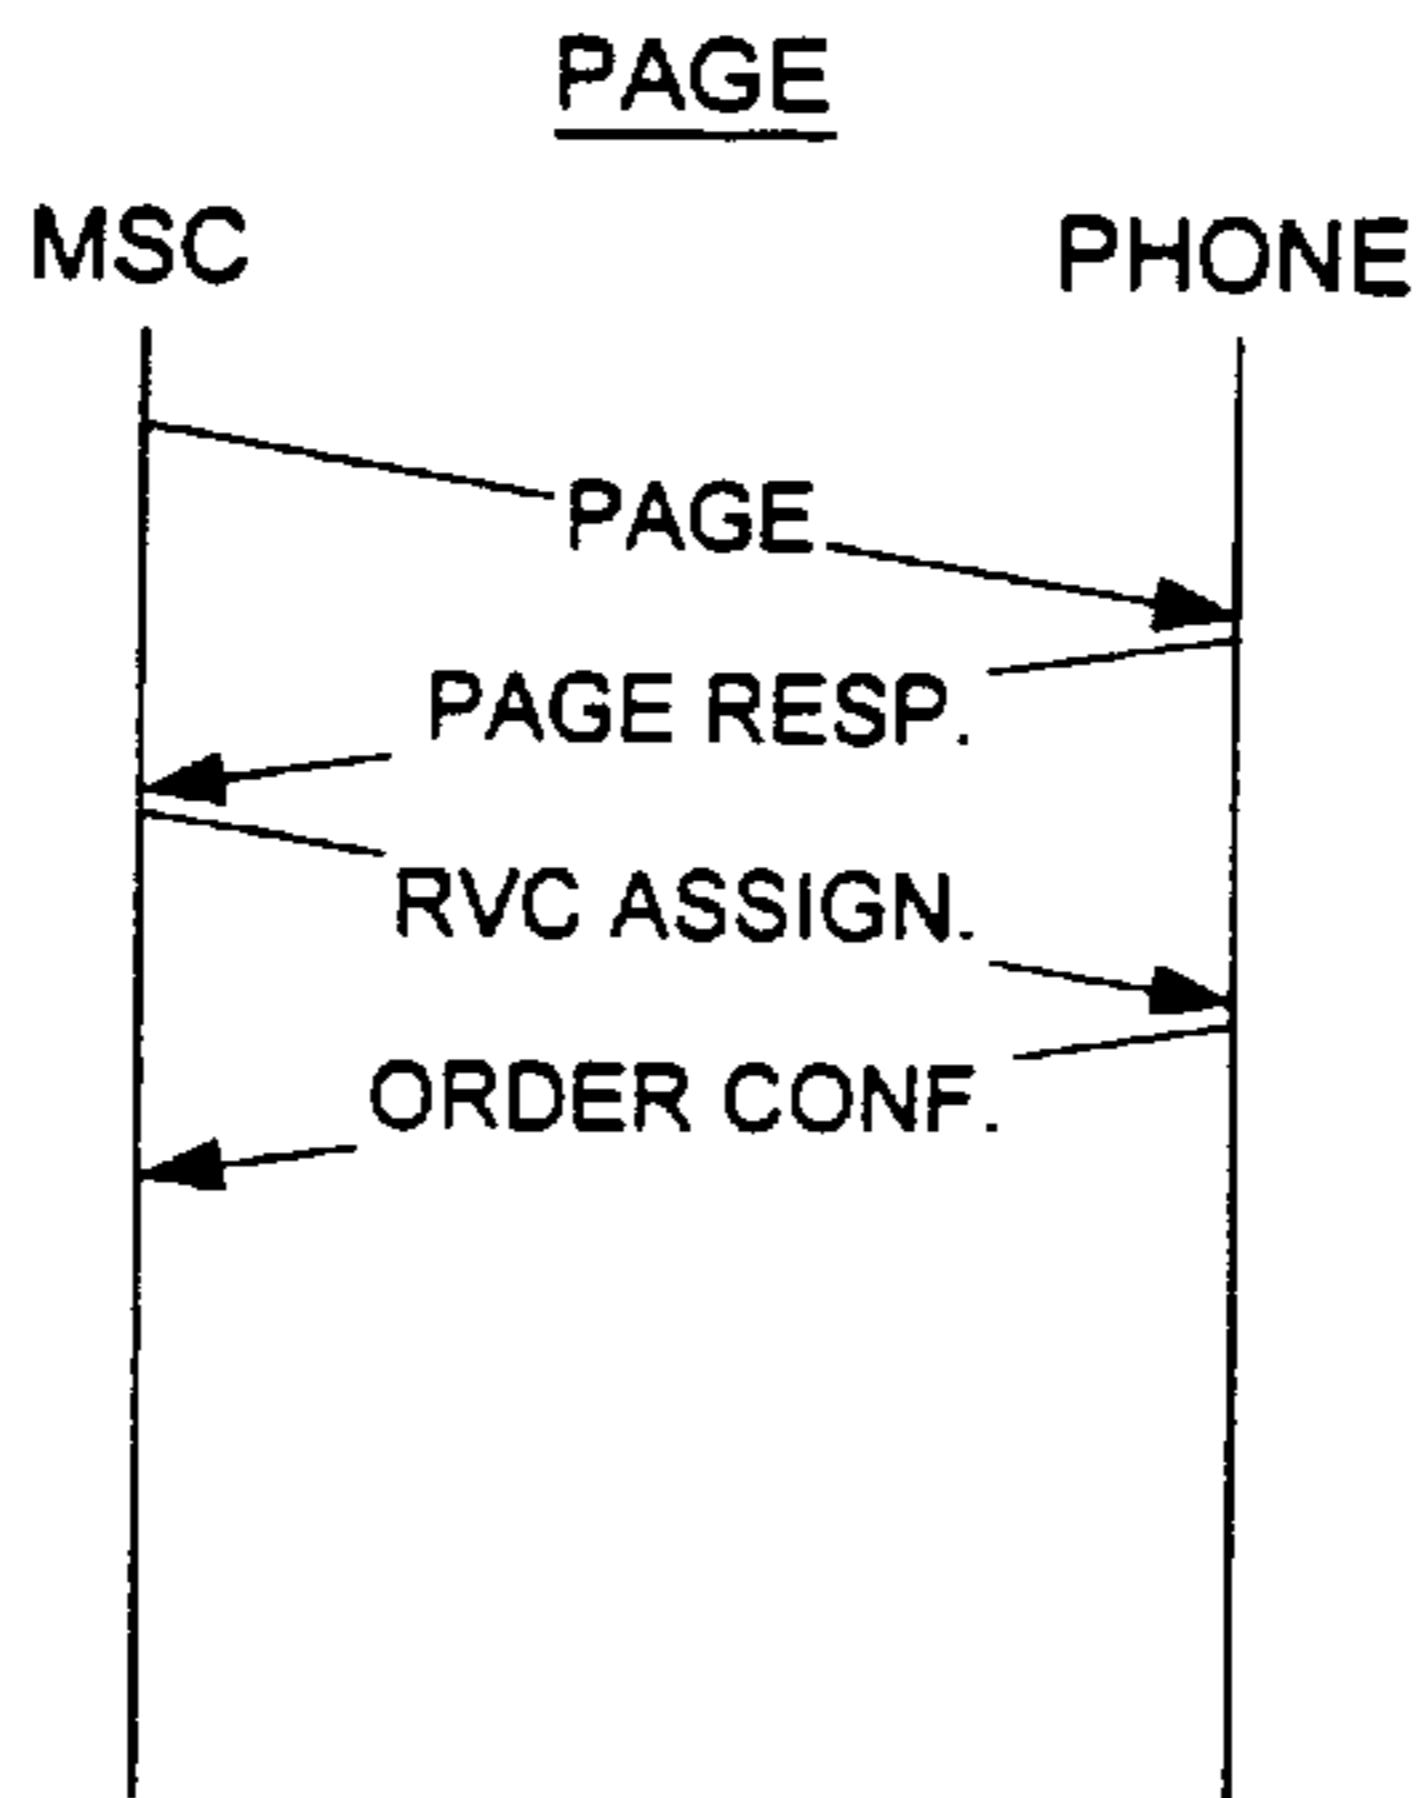 PAGE
MSC
PHONE
PAGE
PAGE RESP.
RVC ASSIGN.
ORDER CONF.